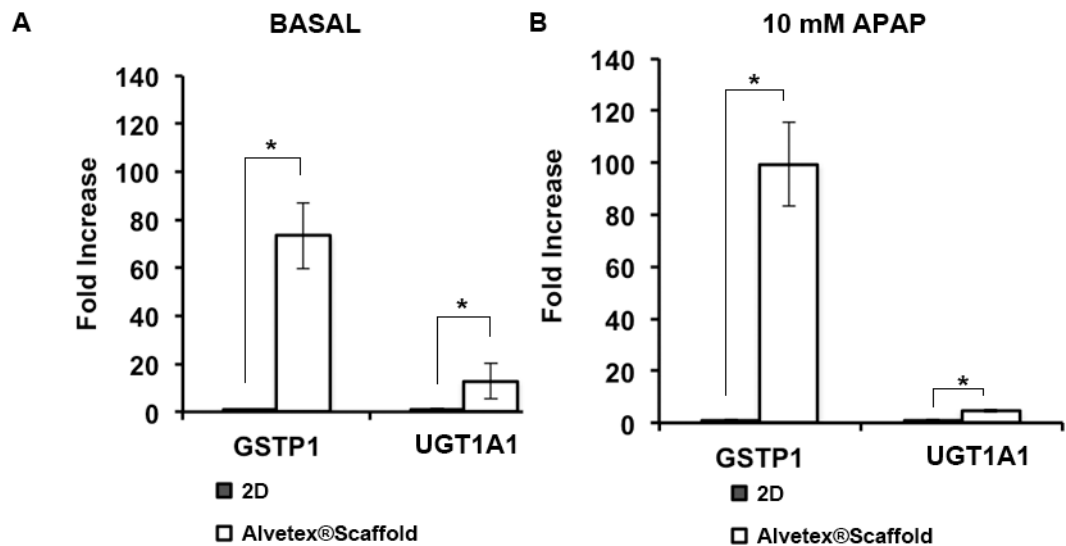 A
BASAL
Fold Increase
140
120
100
80
60
40
20
0
*
*
GSTP1
UGT1A1
2D
Alvetex®Scaffold
B
10 mM APAP
Fold Increase
140
120
100
80
60
40
20
0
*
*
GSTP1
UGT1A1
2D
Alvetex®Scaffold